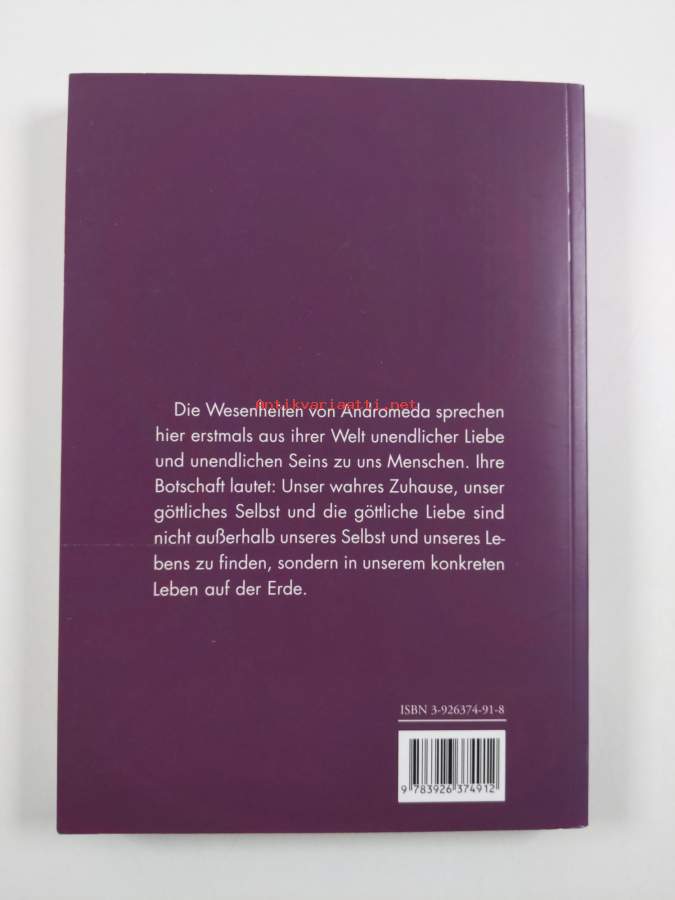 antikvariaatti.net
Die Wesenheiten von Andromeda sprechen
hier erstmals aus ihrer Welt unendlicher Liebe
und unendlichen Seins zu uns Menschen. Ihre
Botschaft lautet: Unser wahres Zuhause, unser
göttliches Selbst und die göttliche Liebe sind
nicht außerhalb unseres Selbst und unseres Le-
bens zu finden, sondern in unserem konkreten
Leben auf der Erde.
ISBN 3-926374-91-8
9 783926 374912